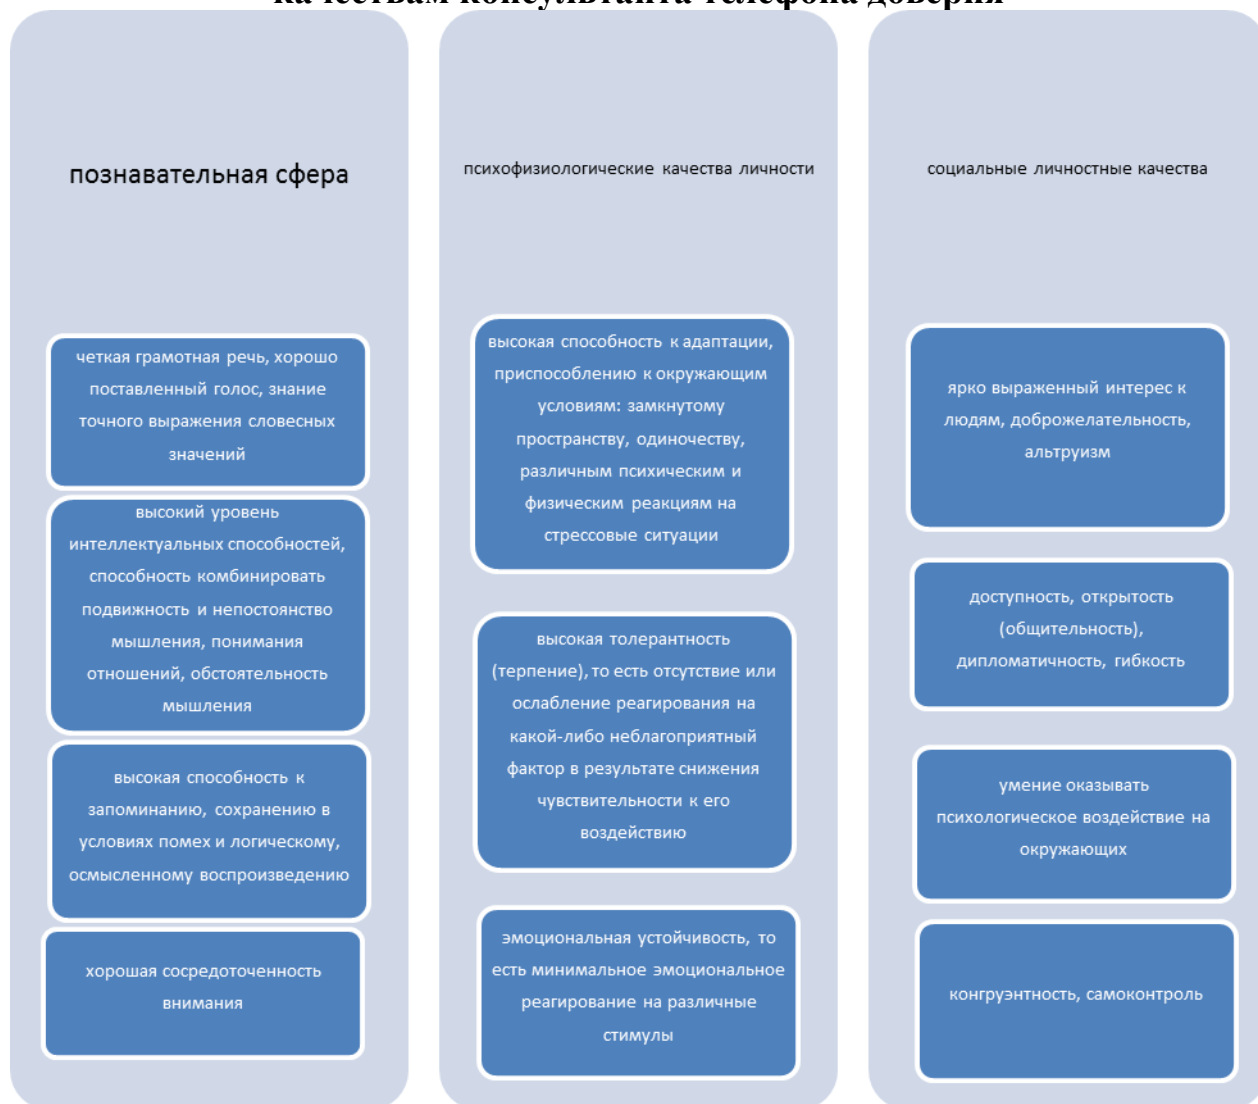 качествам консультанта телефона доверия
познавательная сфера
четкая грамотная речь, хорошо
поставленный голос, знание
точного выражения словесных
значений
высокий уровень
интеллектуальных способностей,
способность комбинировать
подвижность и непостоянство
мышления, понимания
отношений, обстоятельность
мышления
высокая способность к
запоминанию, сохранению в
условиях помех и логическому,
осмысленному воспроизведению
хорошая сосредоточенность
внимания
психофизиологические качества личности
высокая способность к адаптации,
приспособлению к окружающим
условиям: замкнутому
пространству, одиночеству,
различным психическим и
физическим реакциям на
стрессовые ситуации
высокая толерантность
(терпение), то есть отсутствие или
ослабление реагирования на
какой-либо неблагоприятный
фактор в результате снижения
чувствительности к его
воздействию
эмоциональная устойчивость, то
есть минимальное эмоциональное
реагирование на различные
стимулы
социальные личностные качества
ярко выраженный интерес к
людям, доброжелательность,
альтруизм
доступность, открытость
(общительность),
дипломатичность, гибкость
умение оказывать
психологическое воздействие на
окружающих
конгруэнтность, самоконтроль